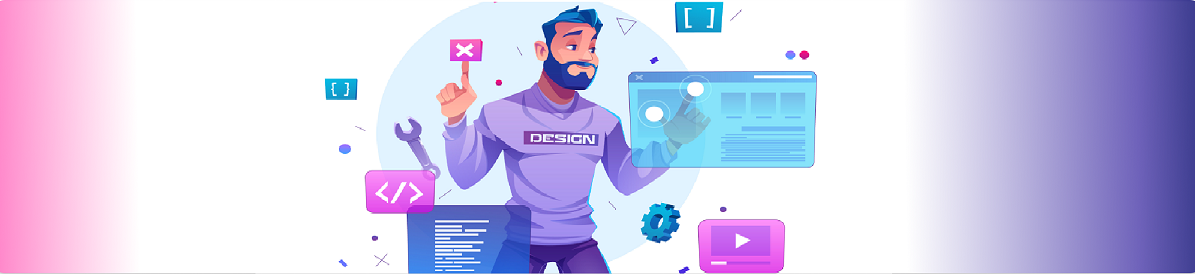 [ ]
{ }
DESIGN
</>